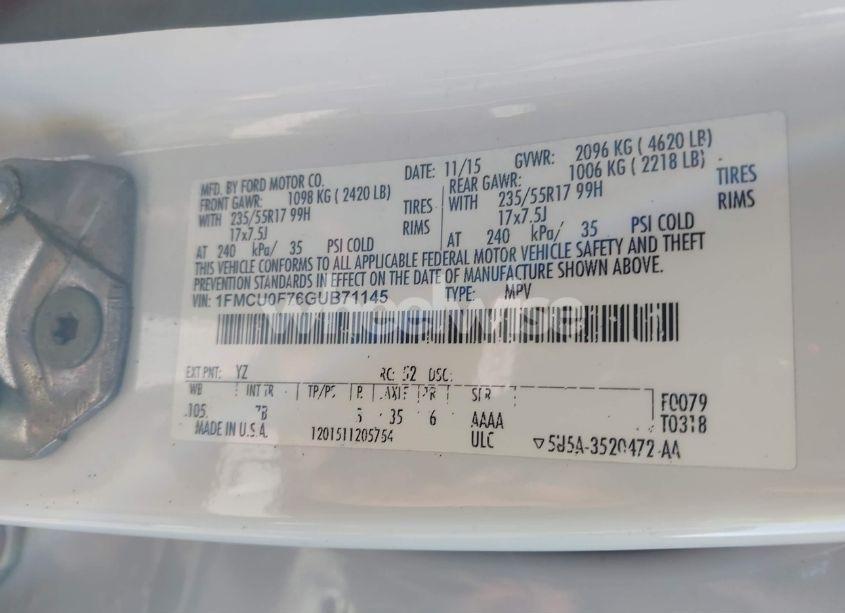 MFD. BY FORD MOTOR CO. DATE: 11/15 GVWR: 2096 KG ( 4620 LB)
FRONT GAWR: 1098 KG ( 2420 LB) REAR GAWR: 1006 KG ( 2218 LB)
WITH 235/55R17 99H TIRES WITH 235/55R17 99H TIRES
17x7.5J RIMS 17x7.5J RIMS
AT 240 kPa/ 35 PSI COLD AT 240 kPa/ 35 PSI COLD
THIS VEHICLE CONFORMS TO ALL APPLICABLE FEDERAL MOTOR VEHICLE SAFETY AND THEFT
PREVENTION STANDARDS IN EFFECT ON THE DATE OF MANUFACTURE SHOWN ABOVE.
VIN: 1FMCU0F76GUB71145 TYPE: MPV
wheelwise
EXT PNT: YZ RC: 52 DSO:
WB INT TR TP/PS R AXLE TR SPR F0079
105 35 6 AAAA T0318
MADE IN U.S.A. 1201511205754 ULC